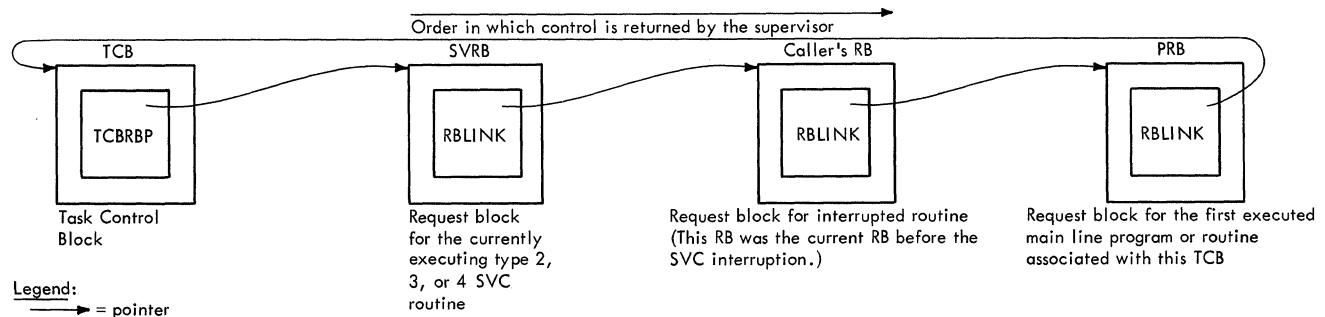 Order in which control is returned by the supervisor
TCB
SVRB
Caller's RB
PRB
TCBRBP
RBLINK
RBLINK
RBLINK
Task Control
Block
Request block
for the currently
executing type 2,
3, or 4 SVC
routine
Request block for interrupted routine
(This RB was the current RB before the
SVC interruption.)
Request block for the first executed
main line program or routine
associated with this TCB
Legend:
= pointer